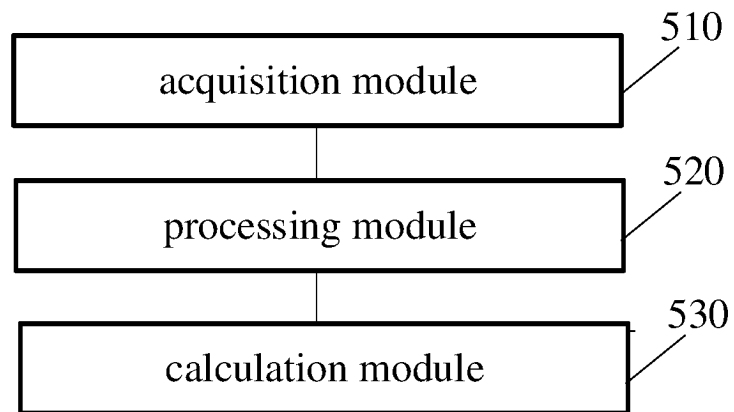 510
acquisition module
520
processing module
530
calculation module